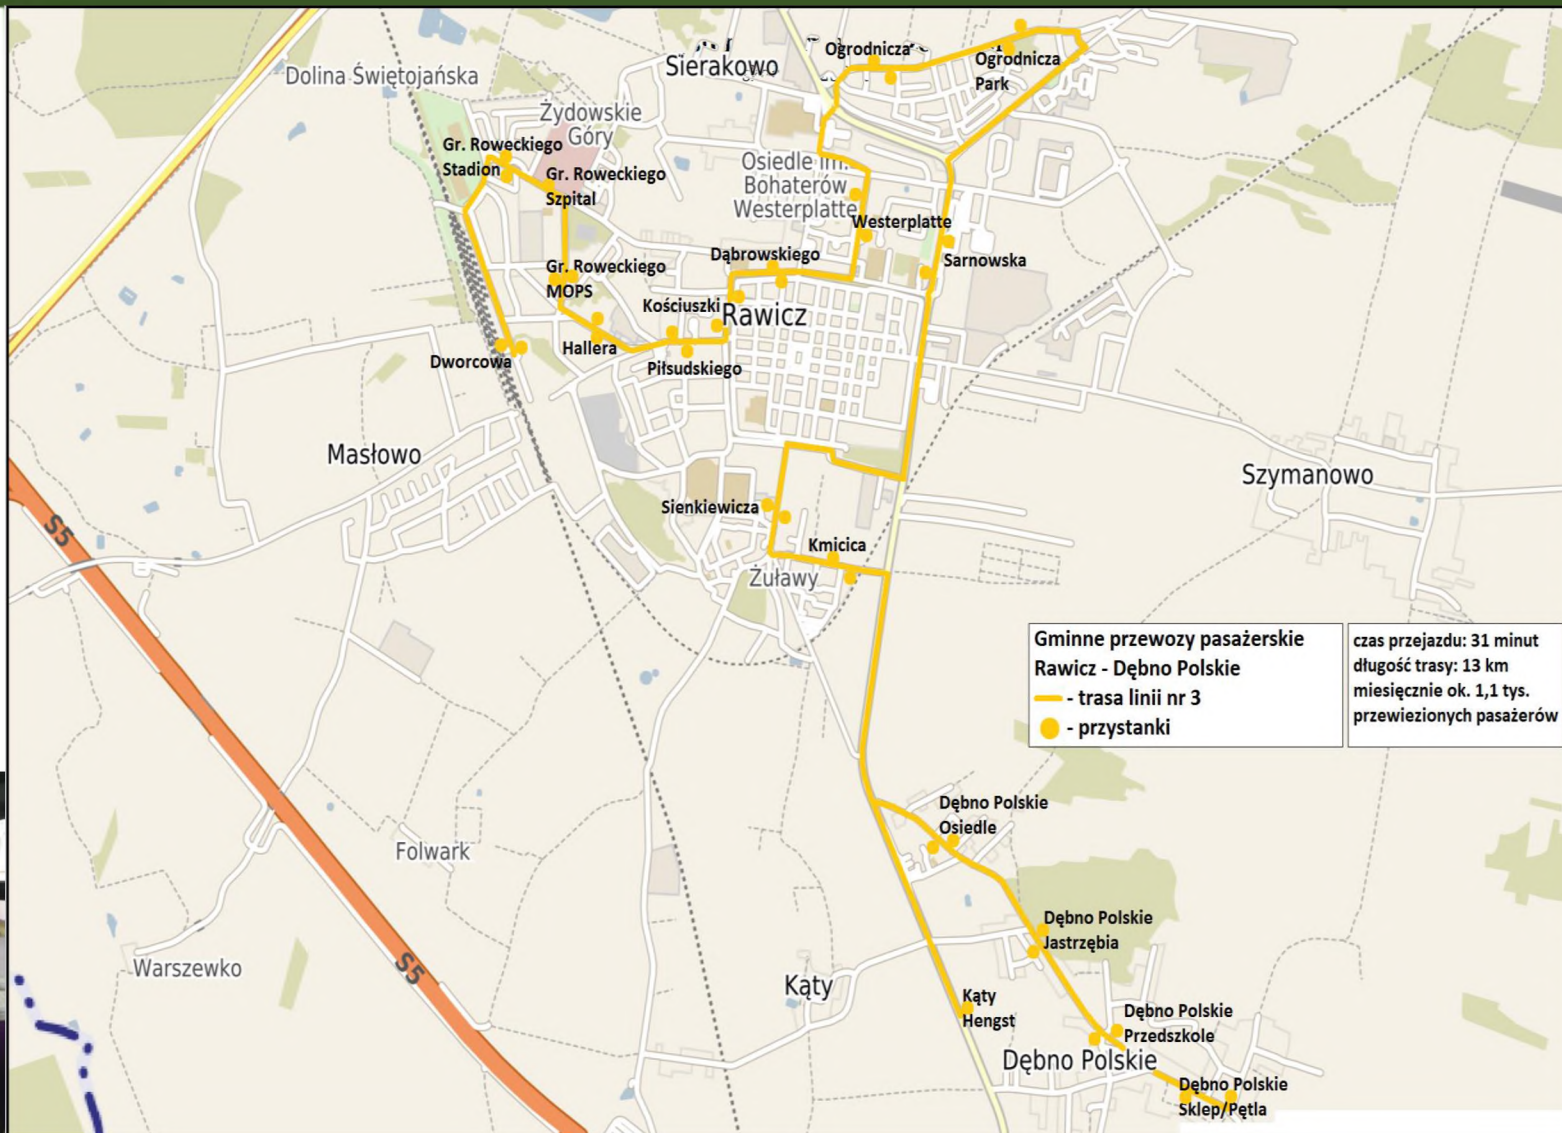 Sierakowo
Ogrodnicza
Ogrodnicza
Park
Dolina Świętojańska
Żydowskie
Góry
Gr. Roweckiego
Stadion
Gr. Roweckiego
Szpital
Osiedle im.
Bohaterów
Westerplatte
Westerplatte
Dąbrowskiego
Sarnowska
Gr. Roweckiego
MOPS
Kościuszki
Rawicz
Hallera
Dworcowa
Piłsudskiego
Masłowo
Szymanowo
Sienkiewicza
S5
Kmicica
Żuławy
Gminne przewozy pasażerskie
Rawicz - Dębno Polskie
- trasa linii nr 3
- przystanki
czas przejazdu: 31 minut
długość trasy: 13 km
miesięcznie ok. 1,1 tys.
przewiezionych pasażerów
Dębno Polskie
Osiedle
Folwark
Dębno Polskie
Jastrzębia
Warszewko
S5
Kąty
Kąty
Hengst
Dębno Polskie
Przedszkole
Dębno Polskie
Dębno Polskie
Sklep/Pętla